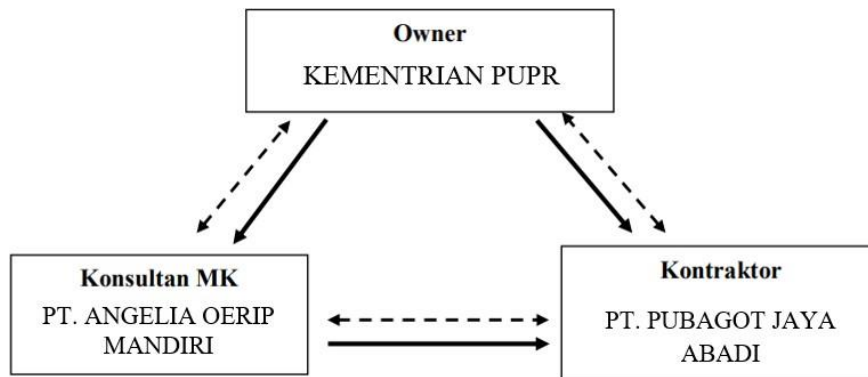 Owner
KEMENTRIAN PUPR
Konsultan MK
PT. ANGELIA OERIP
MANDIRI
Kontraktor
PT. PUBAGOT JAYA
ABADI